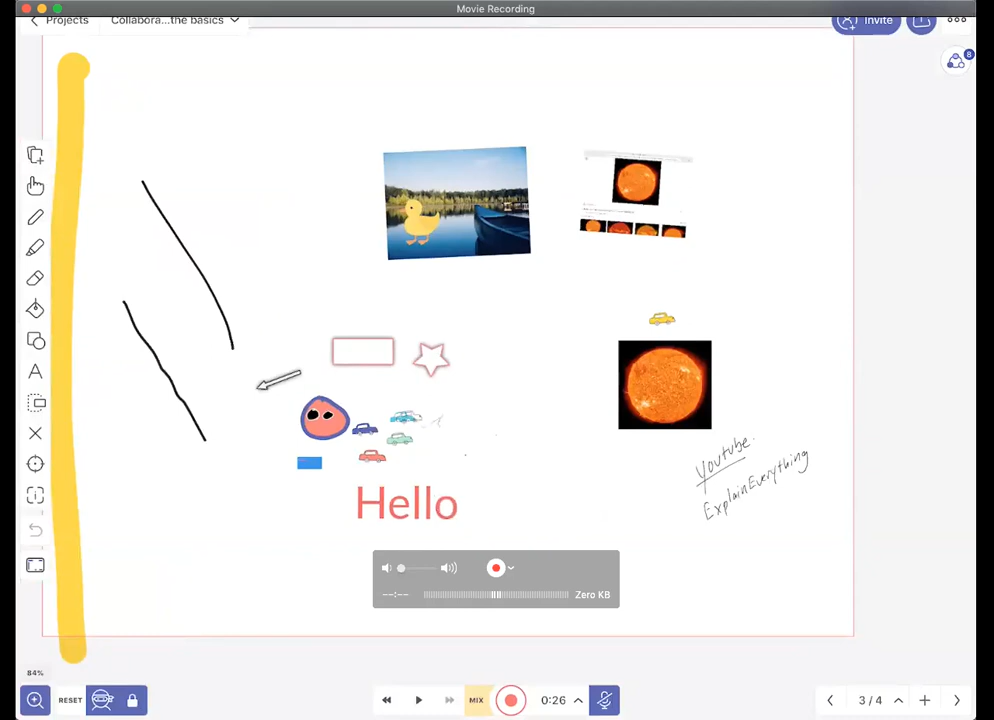 Movie Recording
Projects
Collabora...the basics
Invite
8
A
Hello
youtube.
ExplainEverything
--:--
Zero KB
84%
RESET
MIX
0:26
3 / 4